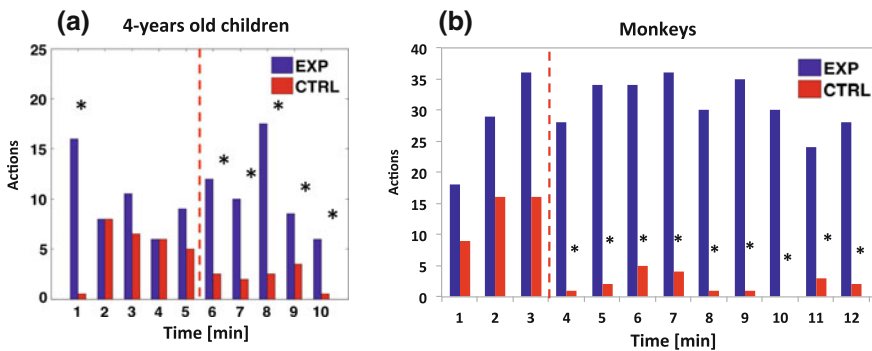 (a) 4-years old children
25
20
15
10
5
0
Actions
EXP
CTRL
* * * * * *
1 2 3 4 5 6 7 8 9 10
Time [min]
(b) Monkeys
40
35
30
25
20
15
10
5
0
Actions
EXP
CTRL
* * * * * * * * *
1 2 3 4 5 6 7 8 9 10 11 12
Time [min]